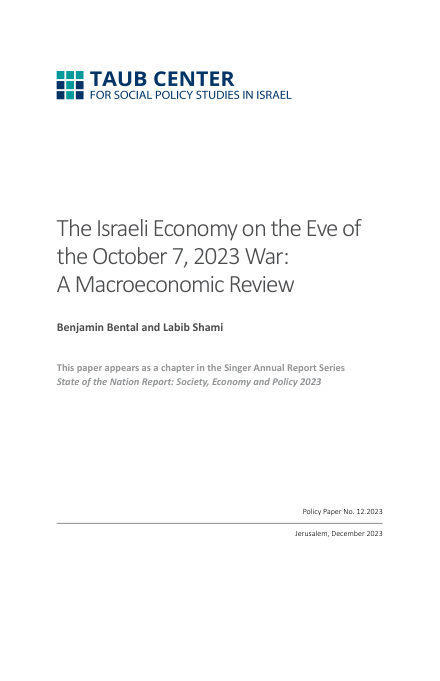 TAUB CENTER
FOR SOCIAL POLICY STUDIES IN ISRAEL
The Israeli Economy on the Eve of
the October 7, 2023 War:
A Macroeconomic Review
Benjamin Bental and Labib Shami
This paper appears as a chapter in the Singer Annual Report Series
State of the Nation Report: Society, Economy and Policy 2023
Policy Paper No. 12.2023
Jerusalem, December 2023